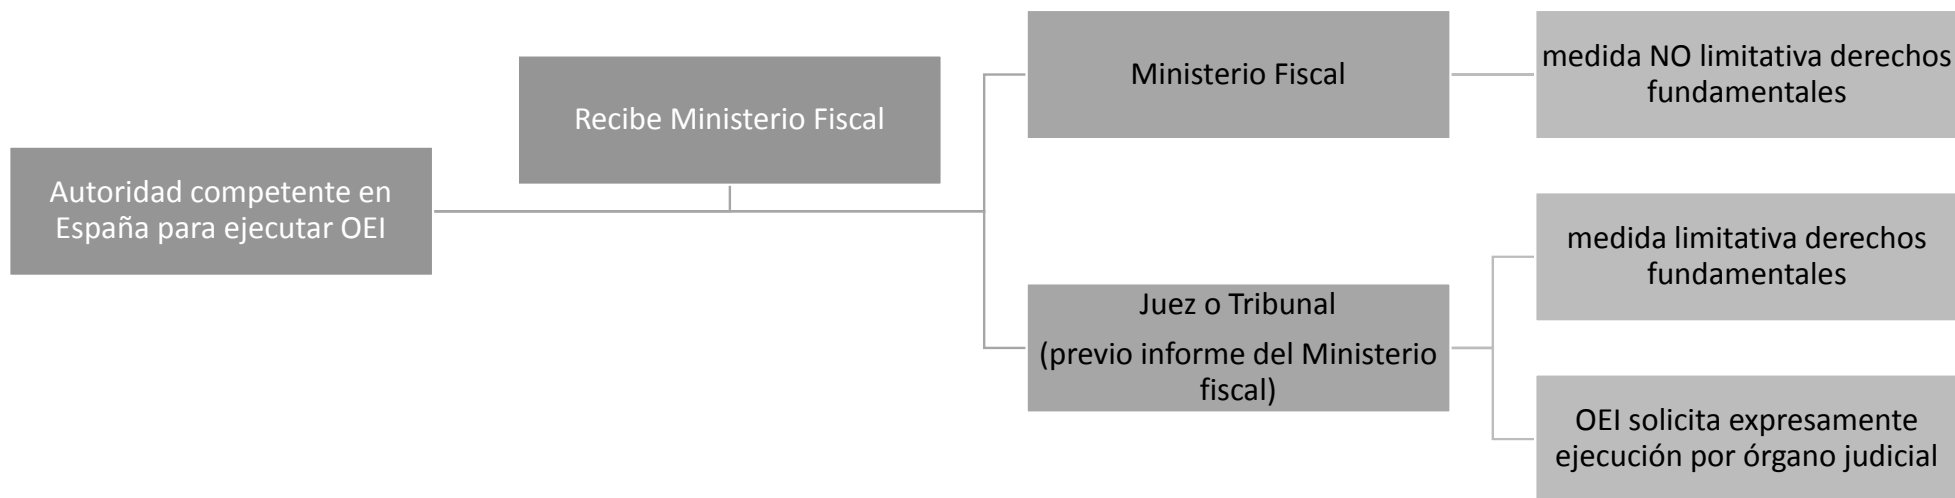 Autoridad competente en
España para ejecutar OEI
Recibe Ministerio Fiscal
Ministerio Fiscal
medida NO limitativa derechos
fundamentales
Juez o Tribunal
(previo informe del Ministerio
fiscal)
medida limitativa derechos
fundamentales
OEI solicita expresamente
ejecución por órgano judicial